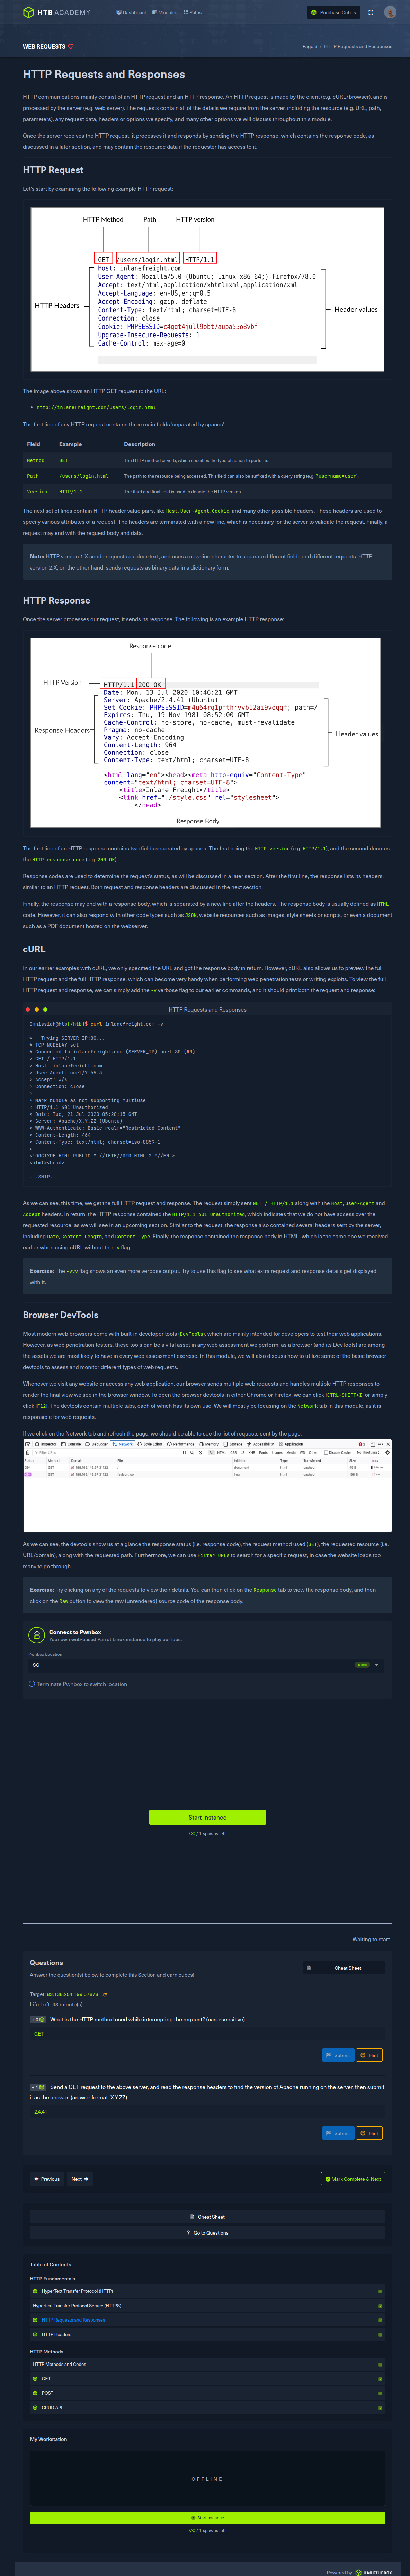 HTB ACADEMY
Dashboard
Modules
Paths
Purchase Cubes
WEB REQUESTS
Page 3 / HTTP Requests and Responses
HTTP Requests and Responses
HTTP communications mainly consist of an HTTP request and an HTTP response. An HTTP request is made by the client (e.g. cURL/browser), and is
processed by the server (e.g. web server). The requests contain all of the details we require from the server, including the resource (e.g. URL, path,
parameters), any request data, headers or options we specify, and many other options we will discuss throughout this module.
Once the server receives the HTTP request, it processes it and responds by sending the HTTP response, which contains the response code, as
discussed in a later section, and may contain the resource data if the requester has access to it.
HTTP Request
Let's start by examining the following example HTTP request:
HTTP Method
Path
HTTP version
GET /users/login.html HTTP/1.1
Host: inlanefreight.com
User-Agent: Mozilla/5.0 (Ubuntu; Linux x86_64;) Firefox/78.0
Accept: text/html,application/xhtml+xml,application/xml
Accept-Language: en-US,en;q=0.5
Accept-Encoding: gzip, deflate
Content-Type: text/html; charset=UTF-8
Connection: close
Cookie: PHPSESSID=c4ggt4jull9obt7aupa55o8vbf
Upgrade-Insecure-Requests: 1
Cache-Control: max-age=0
HTTP Headers
Header values
The image above shows an HTTP GET request to the URL:
• http://inlanefreight.com/users/login.html
The first line of any HTTP request contains three main fields 'separated by spaces':
Field Example Description
Method GET The HTTP method or verb, which specifies the type of action to perform.
Path /users/login.html The path to the resource being accessed. This field can also be suffixed with a query string (e.g. ?username=user).
Version HTTP/1.1 The third and final field is used to denote the HTTP version.
The next set of lines contain HTTP header value pairs, like Host, User-Agent, Cookie, and many other possible headers. These headers are used to
specify various attributes of a request. The headers are terminated with a new line, which is necessary for the server to validate the request. Finally, a
request may end with the request body and data.
Note: HTTP version 1.X sends requests as clear-text, and uses a new-line character to separate different fields and different requests. HTTP
version 2.X, on the other hand, sends requests as binary data in a dictionary form.
HTTP Response
Once the server processes our request, it sends its response. The following is an example HTTP response:
Response code
HTTP Version
HTTP/1.1 200 OK
Date: Mon, 13 Jul 2020 10:46:21 GMT
Server: Apache/2.4.41 (Ubuntu)
Set-Cookie: PHPSESSID=m4u64rqlpfthrvvb12ai9voqqf; path=/
Expires: Thu, 19 Nov 1981 08:52:00 GMT
Cache-Control: no-store, no-cache, must-revalidate
Pragma: no-cache
Vary: Accept-Encoding
Content-Length: 964
Connection: close
Content-Type: text/html; charset=UTF-8
Response Headers
Header values
<html lang="en"><head><meta http-equiv="Content-Type"
content="text/html; charset=UTF-8">
<title>Inlane Freight</title>
<link href="./style.css" rel="stylesheet">
</head>
Response Body
The first line of an HTTP response contains two fields separated by spaces. The first being the HTTP version (e.g. HTTP/1.1), and the second denotes
the HTTP response code (e.g. 200 OK).
Response codes are used to determine the request's status, as will be discussed in a later section. After the first line, the response lists its headers,
similar to an HTTP request. Both request and response headers are discussed in the next section.
Finally, the response may end with a response body, which is separated by a new line after the headers. The response body is usually defined as HTML
code. However, it can also respond with other code types such as JSON, website resources such as images, style sheets or scripts, or even a document
such as a PDF document hosted on the webserver.
cURL
In our earlier examples with cURL, we only specified the URL and got the response body in return. However, cURL also allows us to preview the full
HTTP request and the full HTTP response, which can become very handy when performing web penetration tests or writing exploits. To view the full
HTTP request and response, we can simply add the -v verbose flag to our earlier commands, and it should print both the request and response:
HTTP Requests and Responses
Dmnissiah@htb[/htb]$ curl inlanefreight.com -v
* Trying SERVER_IP:80...
* TCP_NODELAY set
* Connected to inlanefreight.com (SERVER_IP) port 80 (#0)
> GET / HTTP/1.1
> Host: inlanefreight.com
> User-Agent: curl/7.65.3
> Accept: */*
> Connection: close
>
* Mark bundle as not supporting multiuse
< HTTP/1.1 401 Unauthorized
< Date: Tue, 21 Jul 2020 05:20:15 GMT
< Server: Apache/X.Y.ZZ (Ubuntu)
< WWW-Authenticate: Basic realm="Restricted Content"
< Content-Length: 464
< Content-Type: text/html; charset=iso-8859-1
<
<!DOCTYPE HTML PUBLIC "-//IETF//DTD HTML 2.0//EN">
<html><head>
...SNIP...
As we can see, this time, we get the full HTTP request and response. The request simply sent GET / HTTP/1.1 along with the Host, User-Agent and
Accept headers. In return, the HTTP response contained the HTTP/1.1 401 Unauthorized, which indicates that we do not have access over the
requested resource, as we will see in an upcoming section. Similar to the request, the response also contained several headers sent by the server,
including Date, Content-Length, and Content-Type. Finally, the response contained the response body in HTML, which is the same one we received
earlier when using cURL without the -v flag.
Exercise: The -vvv flag shows an even more verbose output. Try to use this flag to see what extra request and response details get displayed
with it.
Browser DevTools
Most modern web browsers come with built-in developer tools (DevTools), which are mainly intended for developers to test their web applications.
However, as web penetration testers, these tools can be a vital asset in any web assessment we perform, as a browser (and its DevTools) are among
the assets we are most likely to have in every web assessment exercise. In this module, we will also discuss how to utilize some of the basic browser
devtools to assess and monitor different types of web requests.
Whenever we visit any website or access any web application, our browser sends multiple web requests and handles multiple HTTP responses to
render the final view we see in the browser window. To open the browser devtools in either Chrome or Firefox, we can click [CTRL+SHIFT+I] or simply
click [F12]. The devtools contain multiple tabs, each of which has its own use. We will mostly be focusing on the Network tab in this module, as it is
responsible for web requests.
If we click on the Network tab and refresh the page, we should be able to see the list of requests sent by the page:
Inspector Console Debugger Network Style Editor Performance Memory Storage Accessibility Application
Filter URLs
Status Method Domain File Initiator Type Transferred Size
As we can see, the devtools show us at a glance the response status (i.e. response code), the request method used (GET), the requested resource (i.e.
URL/domain), along with the requested path. Furthermore, we can use Filter URLs to search for a specific request, in case the website loads too
many to go through.
Exercise: Try clicking on any of the requests to view their details. You can then click on the Response tab to view the response body, and then
click on the Raw button to view the raw (unrendered) source code of the response body.
Connect to Pwnbox
Your own web-based Parrot Linux instance to play our labs.
Pwnbox Location
SG
Terminate Pwnbox to switch location
Start Instance
/ 1 spawns left
Waiting to start...
Questions
Answer the question(s) below to complete this Section and earn cubes!
Cheat Sheet
Target: 83.136.254.199:57678
Life Left: 43 minute(s)
+ 0 What is the HTTP method used while intercepting the request? (case-sensitive)
GET
Submit
Hint
+ 1 Send a GET request to the above server, and read the response headers to find the version of Apache running on the server, then submit
it as the answer. (answer format: X.Y.ZZ)
2.4.41
Submit
Hint
Previous
Next
Mark Complete & Next
Cheat Sheet
Go to Questions
Table of Contents
HTTP Fundamentals
HyperText Transfer Protocol (HTTP)
Hypertext Transfer Protocol Secure (HTTPS)
HTTP Requests and Responses
HTTP Headers
HTTP Methods
HTTP Methods and Codes
GET
POST
CRUD API
My Workstation
OFFLINE
Start Instance
/ 1 spawns left
Powered by HACKTHEBOX